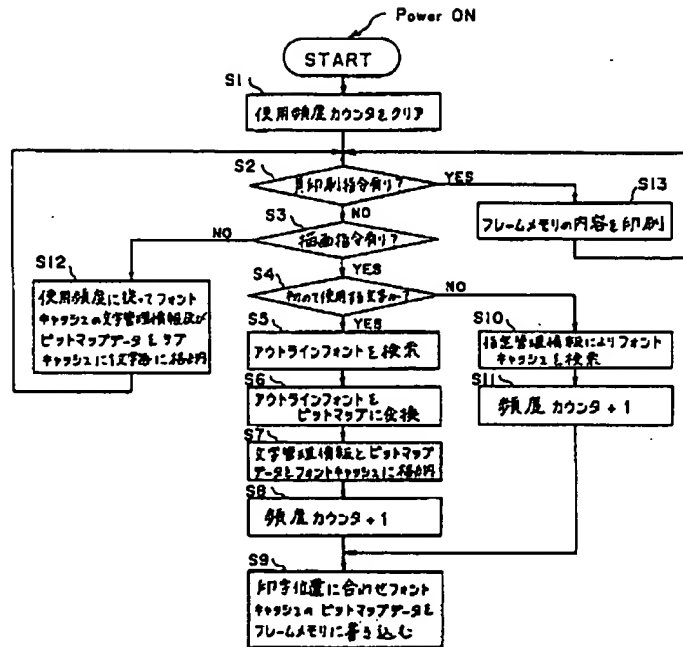 Power ON
START
S1
使用頻度カウンタをクリア
S2
印刷指令有り?
YES
S13
フレームメモリの内容を印刷
NO
S3
描画指令有り?
NO
YES
S12
使用頻度に従ってフォント
キャッシュの文字管理情報及び
ビットマップデータをサブ
キャッシュに1文字毎に格納
S4
初めて使用する文字か?
NO
YES
S5
アウトラインフォントを検索
S10
管理情報によりフォント
キャッシュを検索
S6
アウトラインフォントを
ビットマップに変換
S11
頻度カウンタ+1
S7
文字管理情報とビットマップ
データをフォントキャッシュに格納
S8
頻度カウンタ+1
S9
印字位置に合わせフォント
キャッシュのビットマップデータを
フレームメモリに書き込む